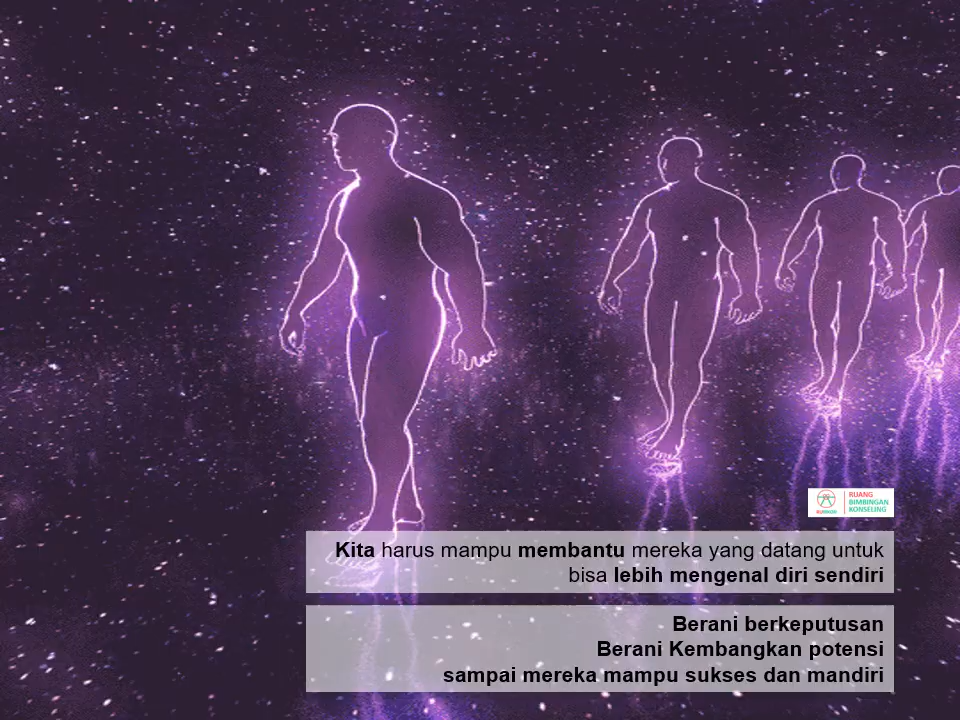 RUANG
BIMBINGAN
KONSELING
Kita harus mampu membantu mereka yang datang untuk
bisa lebih mengenal diri sendiri
Berani berkeputusan
Berani Kembangkan potensi
sampai mereka mampu sukses dan mandiri